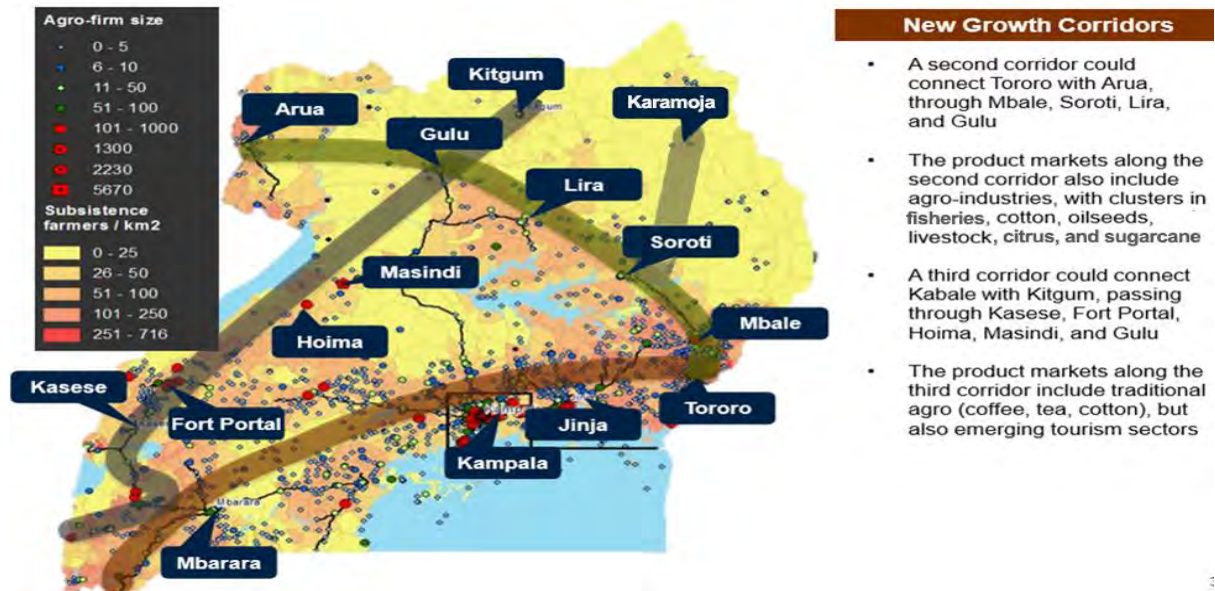 Agro-firm size
0 - 5
6 - 10
11 - 50
51 - 100
101 - 1000
1300
2230
5670
Subsistence
farmers / km2
0 - 25
26 - 50
51 - 100
101 - 250
251 - 716
Kitgum
Karamoja
Arua
Gulu
Lira
Soroti
Masindi
Mbale
Hoima
Kasese
Fort Portal
Tororo
Jinja
Kampala
Mbarara
Mbarara
New Growth Corridors
• A second corridor could
connect Tororo with Arua,
through Mbale, Soroti, Lira,
and Gulu
• The product markets along the
second corridor also include
agro-industries, with clusters in
fisheries, cotton, oilseeds,
livestock, citrus, and sugarcane
• A third corridor could connect
Kabale with Kitgum, passing
through Kasese, Fort Portal,
Hoima, Masindi, and Gulu
• The product markets along the
third corridor include traditional
agro (coffee, tea, cotton), but
also emerging tourism sectors